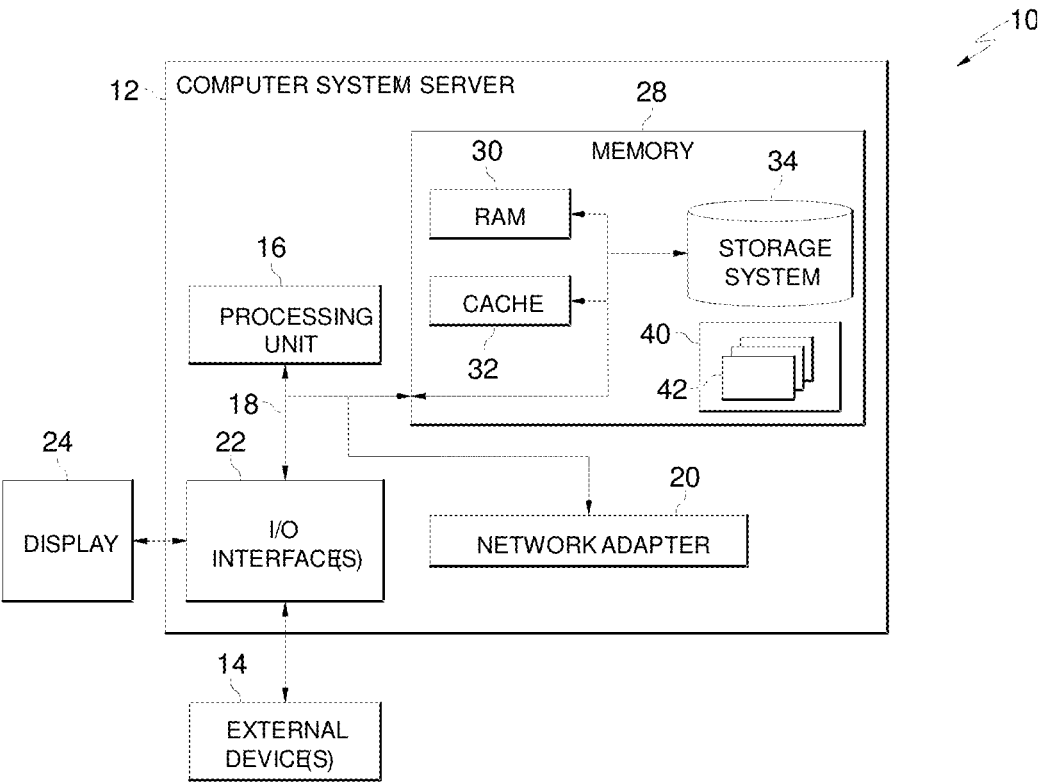 10
12
COMPUTER SYSTEM SERVER
28
MEMORY
30
RAM
34
STORAGE
SYSTEM
16
PROCESSING
UNIT
CACHE
32
40
42
18
24
22
20
DISPLAY
I/O
INTERFACE(S)
NETWORK ADAPTER
14
EXTERNAL
DEVICE(S)